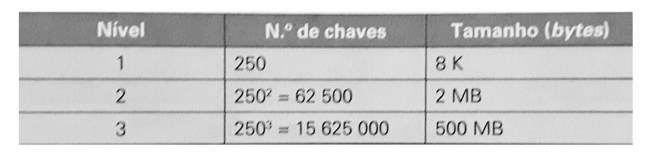 Nível N.º de chaves Tamanho (bytes)
1 250 8 K
2 250² = 62 500 2 MB
3 250³ = 15 625 000 500 MB